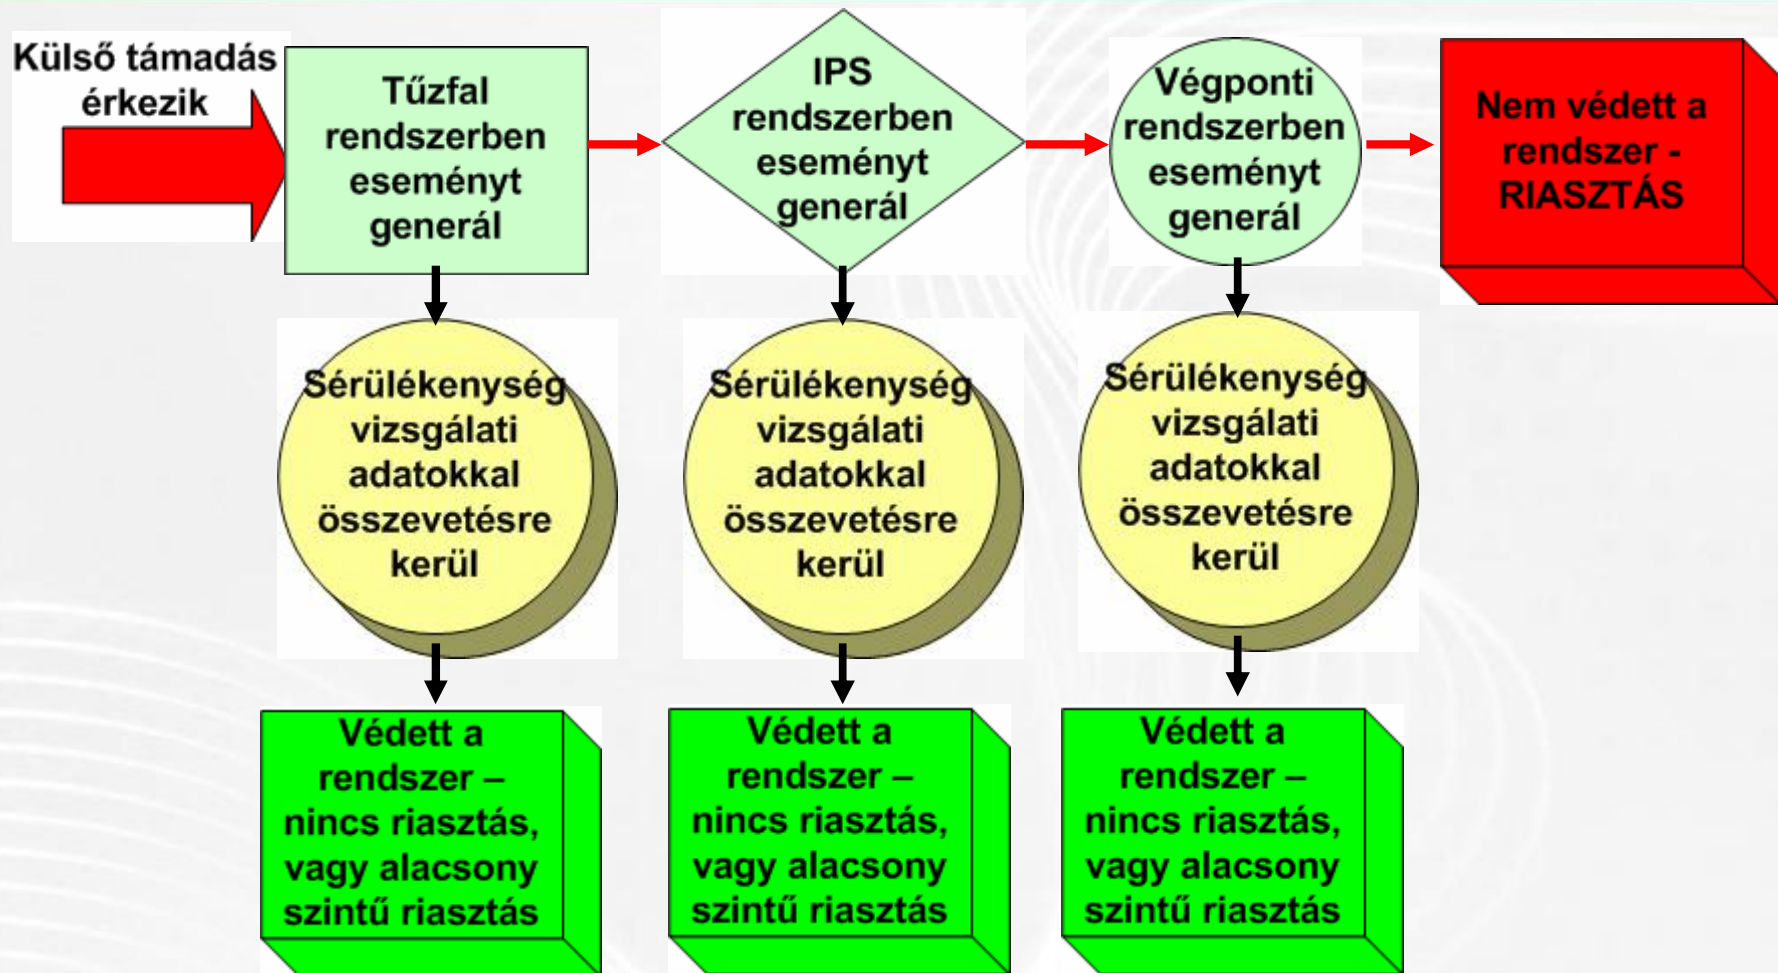 Külső támadás
érkezik
Tűzfal
rendszerben
eseményt
generál
IPS
rendszerben
eseményt
generál
Végponti
rendszerben
eseményt
generál
Nem védett a
rendszer -
RIASZTÁS
Sérülékenység
vizsgálati
adatokkal
összevetésre
kerül
Sérülékenység
vizsgálati
adatokkal
összevetésre
kerül
Sérülékenység
vizsgálati
adatokkal
összevetésre
kerül
Védett a
rendszer –
nincs riasztás,
vagy alacsony
szintű riasztás
Védett a
rendszer –
nincs riasztás,
vagy alacsony
szintű riasztás
Védett a
rendszer –
nincs riasztás,
vagy alacsony
szintű riasztás